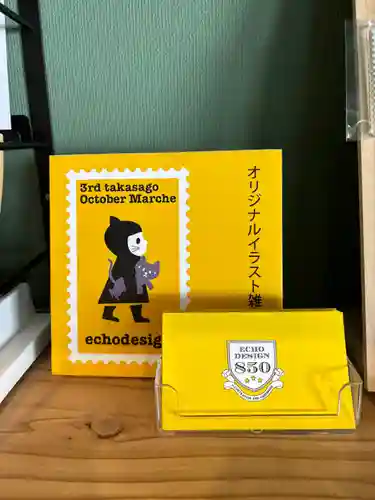 3rd takasago
October Marche
echodesig
オリジナルイラスト雑
ECHO
DESIGN
850